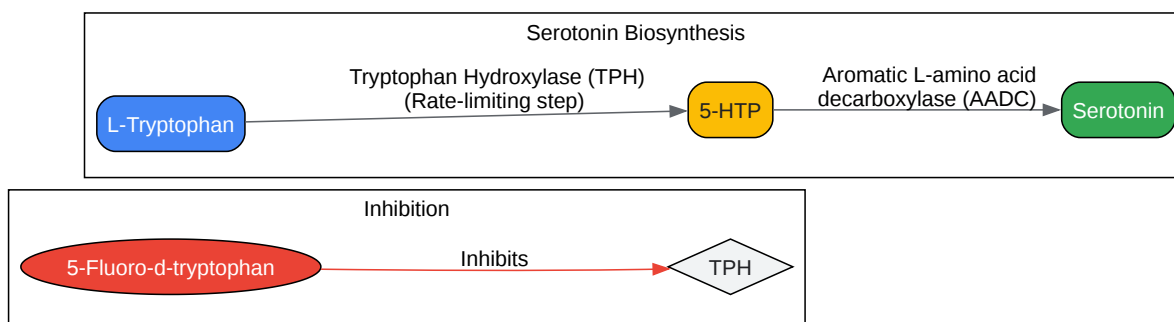 Serotonin Biosynthesis
Tryptophan Hydroxylase (TPH)
(Rate-limiting step)
Aromatic L-amino acid
decarboxylase (AADC)
L-Tryptophan
5-HTP
Serotonin
Inhibition
5-Fluoro-d-tryptophan
Inhibits
TPH